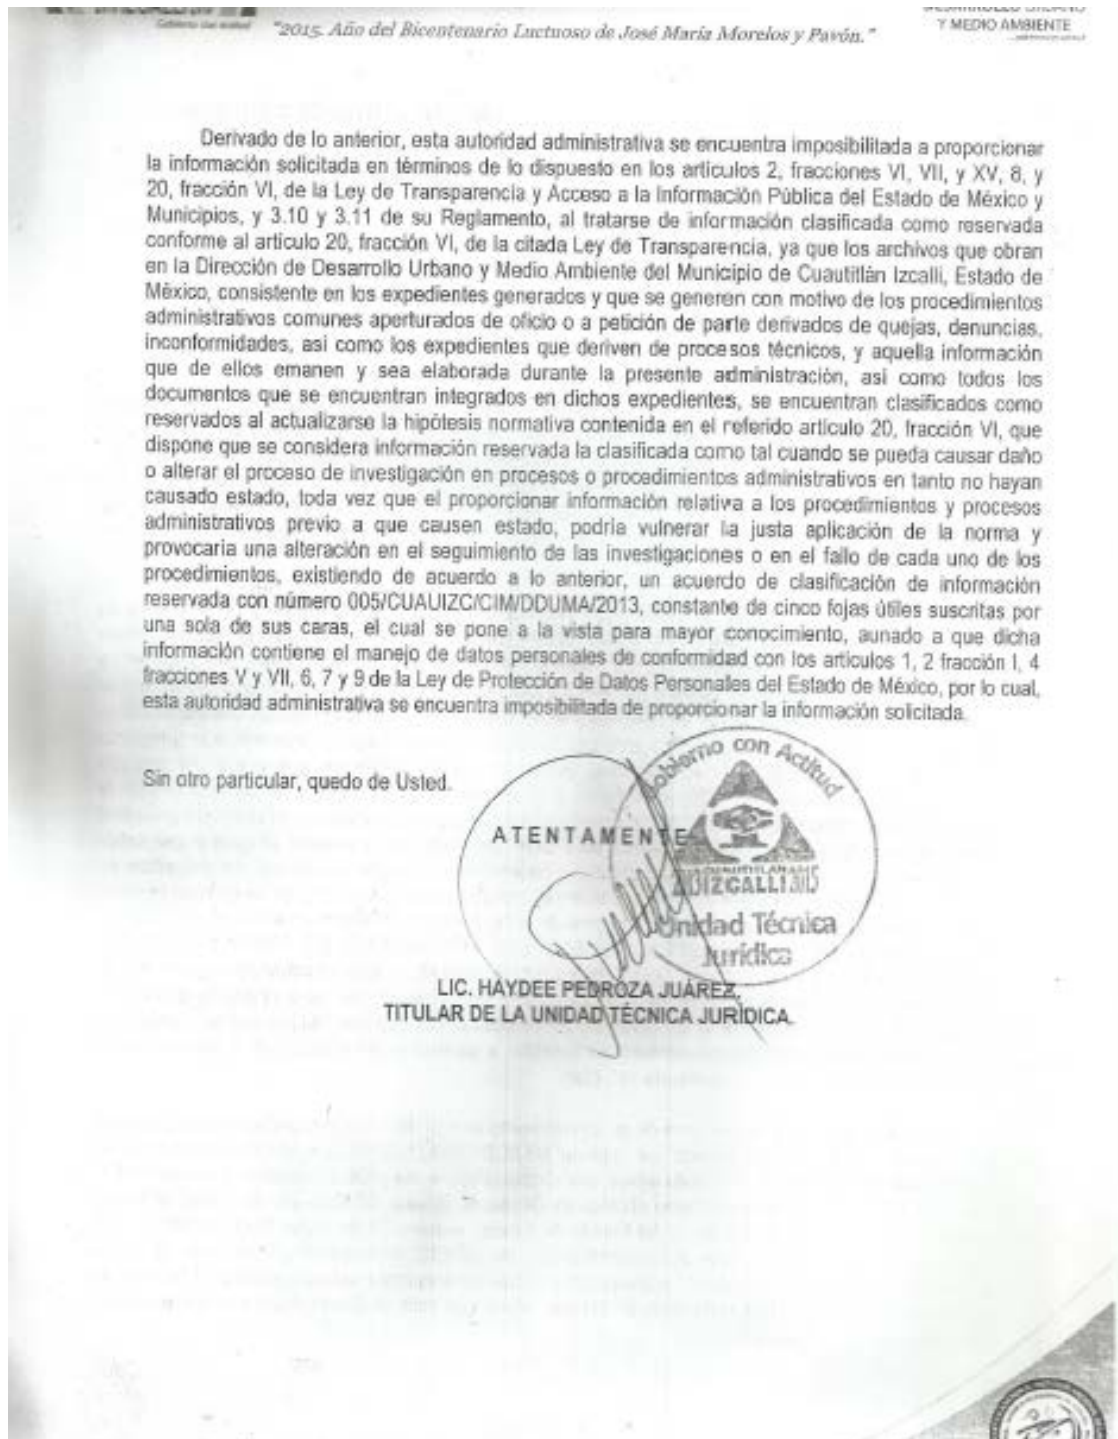 "2015. Año del Bicentenario Luctuoso de José María Morelos y Pavón."
Y MEDIO AMBIENTE
Derivado de lo anterior, esta autoridad administrativa se encuentra imposibilitada a proporcionar
la información solicitada en términos de lo dispuesto en los artículos 2, fracciones VI, VII, y XV, 8, y
20, fracción VI, de la Ley de Transparencia y Acceso a la Información Pública del Estado de México y
Municipios, y 3.10 y 3.11 de su Reglamento, al tratarse de información clasificada como reservada
conforme al artículo 20, fracción VI, de la citada Ley de Transparencia, ya que los archivos que obran
en la Dirección de Desarrollo Urbano y Medio Ambiente del Municipio de Cuautitlán Izcalli, Estado de
México, consistente en los expedientes generados y que se generen con motivo de los procedimientos
administrativos comunes aperturados de oficio o a petición de parte derivados de quejas, denuncias,
inconformidades, así como los expedientes que deriven de procesos técnicos, y aquella información
que de ellos emanen y sea elaborada durante la presente administración, así como todos los
documentos que se encuentran integrados en dichos expedientes, se encuentran clasificados como
reservados al actualizarse la hipótesis normativa contenida en el referido artículo 20, fracción VI, que
dispone que se considera información reservada la clasificada como tal cuando se pueda causar daño
o alterar el proceso de investigación en procesos o procedimientos administrativos en tanto no hayan
causado estado, toda vez que el proporcionar información relativa a los procedimientos y procesos
administrativos previo a que causen estado, podría vulnerar la justa aplicación de la norma y
provocaría una alteración en el seguimiento de las investigaciones o en el fallo de cada uno de los
procedimientos, existiendo de acuerdo a lo anterior, un acuerdo de clasificación de información
reservada con número 005/CUAUIZC/CIM/DDUMA/2013, constante de cinco fojas útiles suscritas por
una sola de sus caras, el cual se pone a la vista para mayor conocimiento, aunado a que dicha
información contiene el manejo de datos personales de conformidad con los artículos 1, 2 fracción I, 4
fracciones V y VII, 6, 7 y 9 de la Ley de Protección de Datos Personales del Estado de México, por lo cual,
esta autoridad administrativa se encuentra imposibilitada de proporcionar la información solicitada.
Sin otro particular, quedo de Usted.
Gobierno con Actitud
ATENTAMENTE
IZCALLI
Unidad Técnica
Jurídica
LIC. HAYDEE PEDROZA JUÁREZ.
TITULAR DE LA UNIDAD TÉCNICA JURÍDICA.